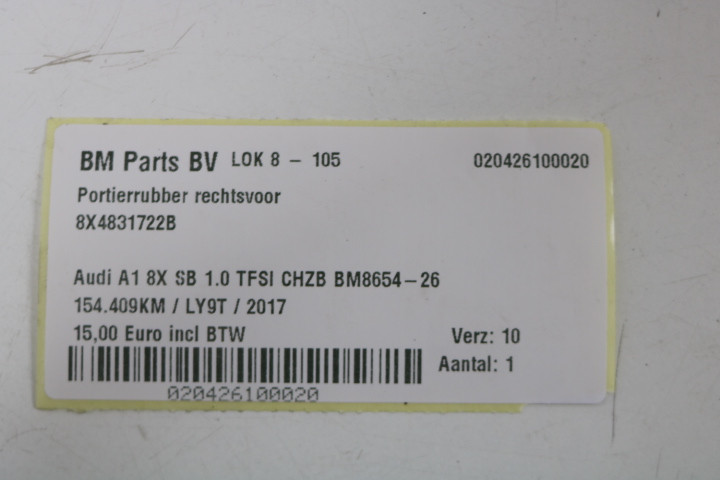 BM Parts BV LOK 8 - 105 020426100020
Portierrubber rechtsvoor
8X4831722B
Audi A1 8X SB 1.0 TFSI CHZB BM8654-26
154.409KM / LY9T / 2017
15,00 Euro incl BTW Verz: 10
Aantal: 1
020426100020